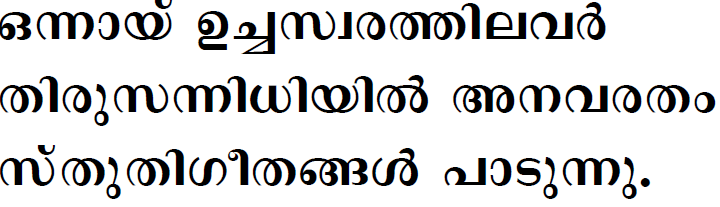 ഒന്നായ് ഉച്ചസ്വരത്തിലവർ
തിരുസന്നിധിയിൽ അനവരതം
സ്തുതിഗീതങ്ങൾ പാടുന്നു.